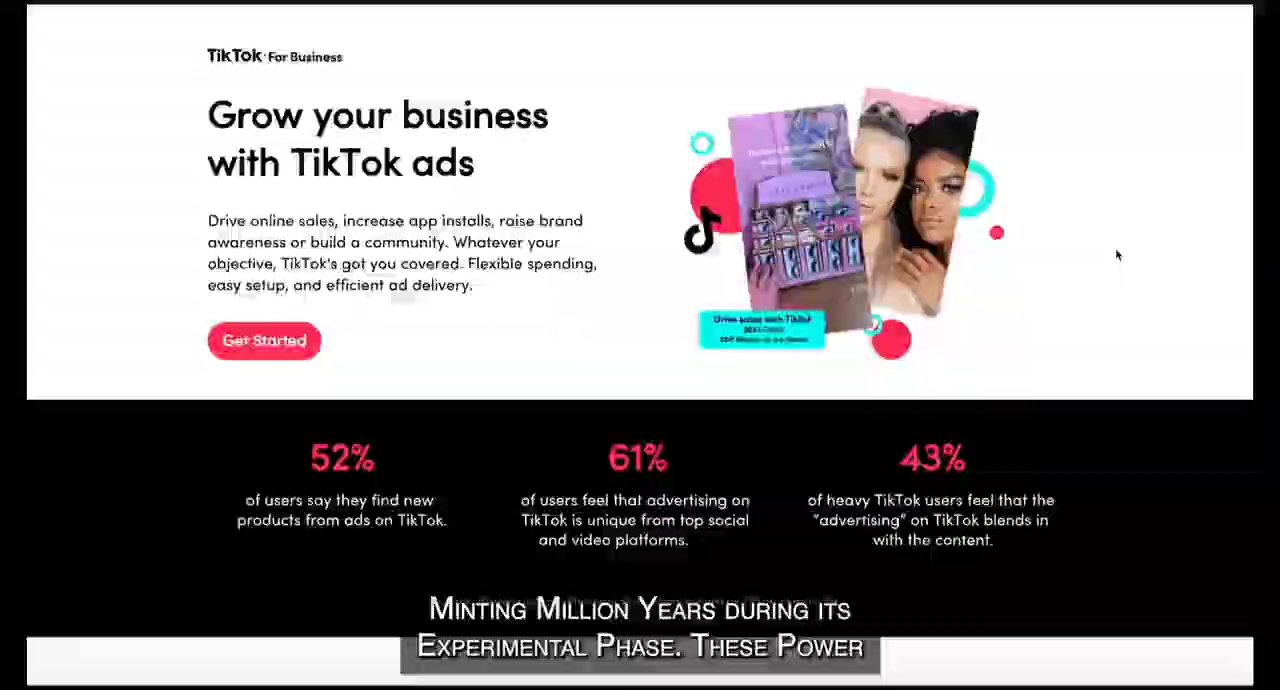 TikTok For Business
Grow your business
with TikTok ads
Drive online sales, increase app installs, raise brand
awareness or build a community. Whatever your
objective, TikTok's got you covered. Flexible spending,
easy setup, and efficient ad delivery.
Get Started
Drive sales with TikTok
52%
of users say they find new
products from ads on TikTok.
61%
of users feel that advertising on
TikTok is unique from top social
and video platforms.
43%
of heavy TikTok users feel that the
"advertising" on TikTok blends in
with the content.
MINTING MILLION YEARS DURING ITS
EXPERIMENTAL PHASE. THESE POWER